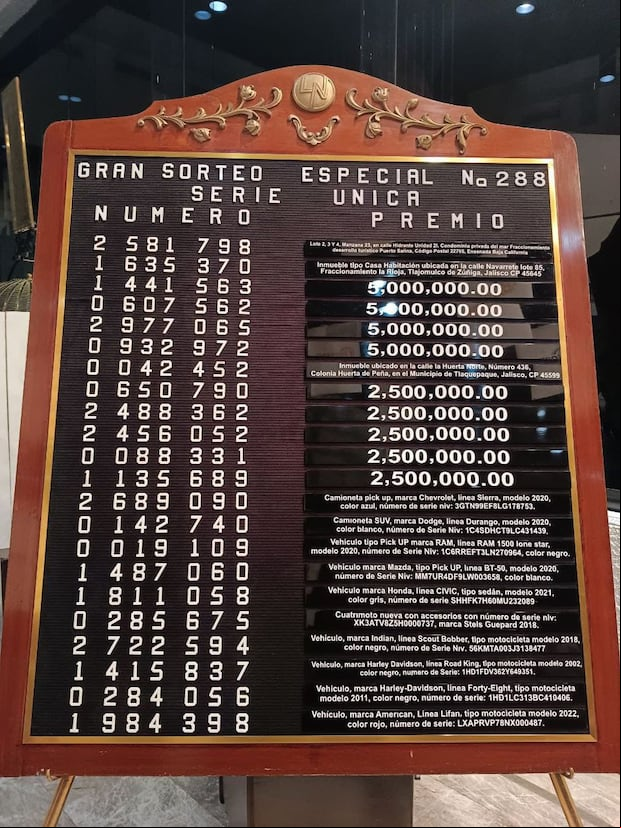 LN
GRAN SORTEO ESPECIAL No 288
SERIE UNICA
NUMERO PREMIO
2 581 798 Lote 2, 3 Y 4, Manzana 23, en calle Hidrante Unidad 21, Condominio privada del mar Fraccionamiento
desarrollo turístico Puerto Salina, Código Postal 22765, Ensenada Baja California
1 635 370 Inmueble tipo Casa Habitación ubicada en la calle Navarrete lote 85,
Fraccionamiento la Rioja, Tlajomulco de Zúñiga, Jalisco CP 45645
1 441 563 5,000,000.00
0 607 562 5,000,000.00
2 977 065 5,000,000.00
0 932 972 5,000,000.00
0 042 452 Inmueble ubicado en la calle la Huerta Norte, Número 436,
Colonia Huerta de Peña, en el Municipio de Tlaquepaque, Jalisco, CP 45599
0 650 790 2,500,000.00
2 488 362 2,500,000.00
2 456 052 2,500,000.00
0 088 331 2,500,000.00
1 135 689 2,500,000.00
2 689 090 Camioneta pick up, marca Chevrolet, línea Sierra, modelo 2020,
color azul, número de serie niv: 3GTN99EF8LG178753.
0 142 740 Camioneta SUV, marca Dodge, línea Durango, modelo 2020,
color blanco, número de Serie Niv: 1C4SDHCT9LC431439.
0 019 109 Vehículo tipo Pick UP marca RAM, línea RAM 1500 lone star,
modelo 2020, número de serie Niv: 1C6RREFT3LN270964, color negro.
1 487 060 Vehículo marca Mazda, tipo Pick UP, línea BT-50, modelo 2020,
número de Serie Niv: MM7UR4DF9LW003658, color blanco.
1 811 058 Vehículo marca Honda, línea CIVIC, tipo sedán, modelo 2021,
color gris, número de serie SHHFK7H60MU232089
0 285 675 Cuatrimoto nueva con accesorios con número de serie niv:
XK3ATV8Z5H0000737, marca Stels Guepard 2018.
2 722 594 Vehículo, marca Indian, línea Scout Bobber, tipo motocicleta modelo 2018,
color negro, número de Serie Niv. 56KMTA003J3138477
1 415 837 Vehículo, marca Harley Davidson, línea Road King, tipo motocicleta modelo 2002,
color negro, número de Serie: 1HD1FDV362Y649351.
0 284 056 Vehículo, marca Harley-Davidson, línea Forty-Eight, tipo motocicleta
modelo 2011, color negro, número de serie: 1HD1LC313BC419406.
1 984 398 Vehículo, marca American, Línea Lifan, tipo motocicleta modelo 2022,
color rojo, número de serie: LXAPRVP78NX000487.